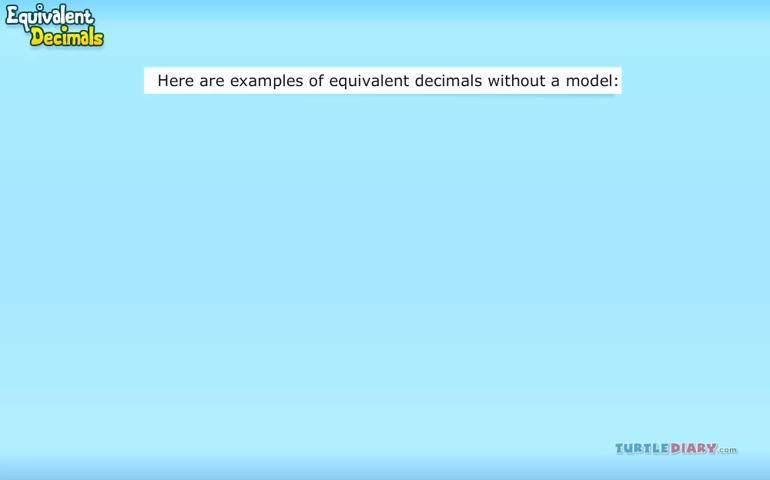 Equivalent
Decimals
Here are examples of equivalent decimals without a model:
TURTLEDIARY.com